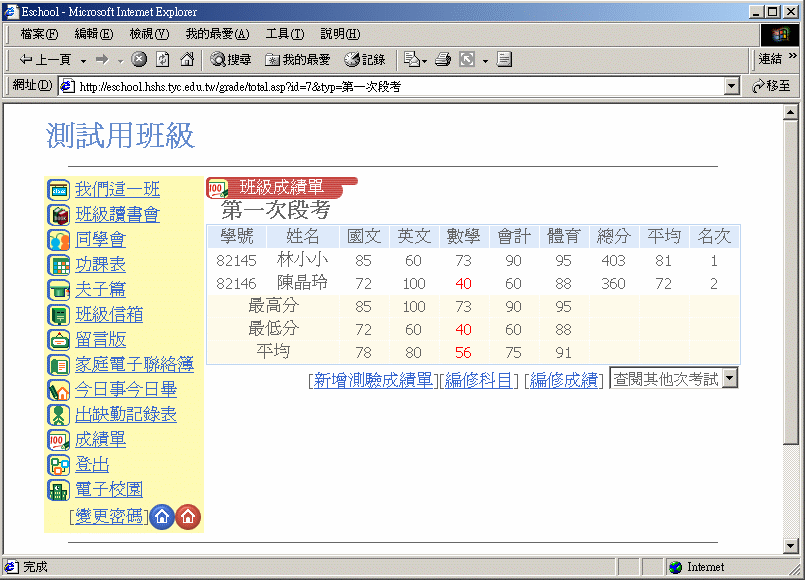 Eschool - Microsoft Internet Explorer
檔案(F) 編輯(E) 檢視(V) 我的最愛(A) 工具(T) 說明(H)
上一頁 搜尋 我的最愛 記錄 連結 »
網址(D) http://eschool.hshs.tyc.edu.tw/grade/total.asp?id=7&typ=第一次段考 移至
測試用班級
我們這一班
班級讀書會
同學會
功課表
夫子篇
班級信箱
留言版
家庭電子聯絡簿
今日事今日畢
出缺勤記錄表
100 成績單
登出
電子校園
[變更密碼]
100 班級成績單
第一次段考
學號 姓名 國文 英文 數學 會計 體育 總分 平均 名次
82145 林小小 85 60 73 90 95 403 81 1
82146 陳晶玲 72 100 40 60 88 360 72 2
最高分 85 100 73 90 95
最低分 72 60 40 60 88
平均 78 80 56 75 91
[新增測驗成績單][編修科目] [編修成績] 查閱其他次考試
完成 Internet